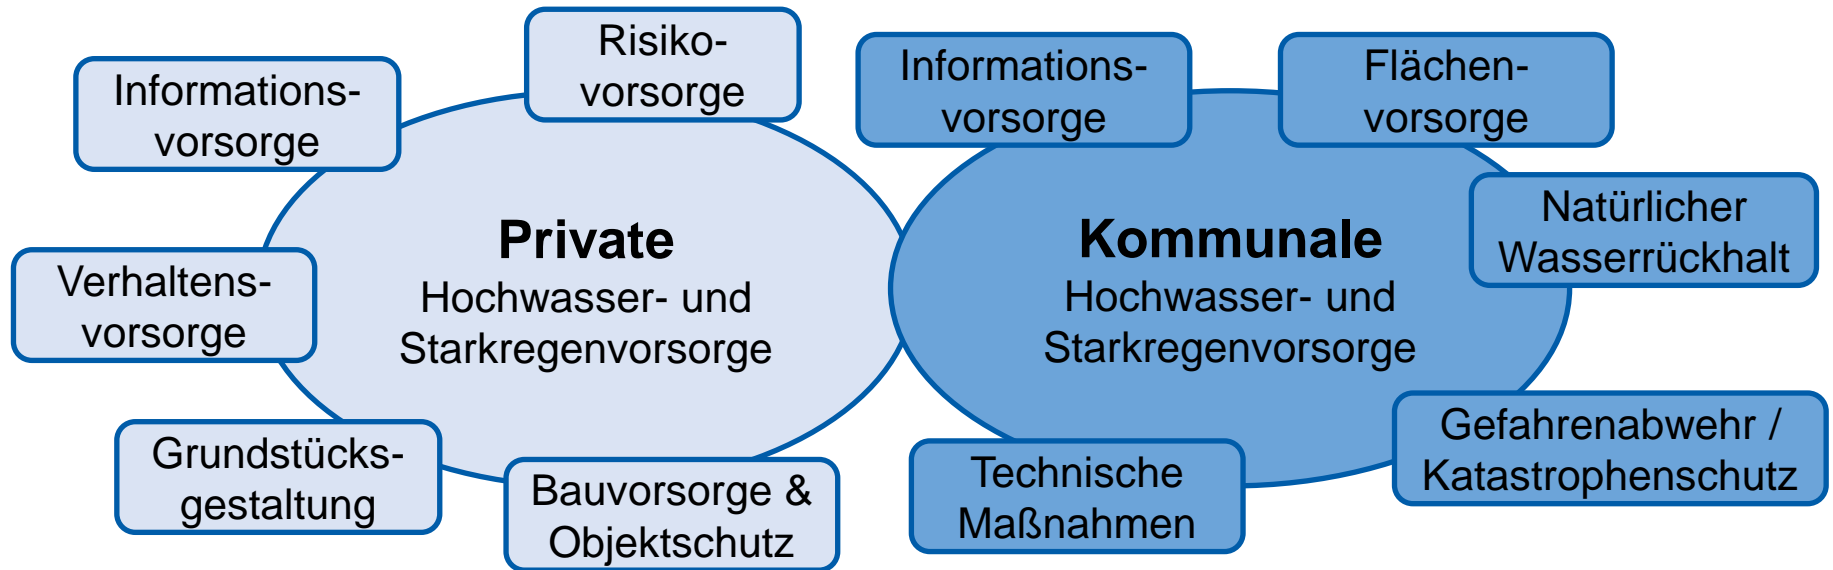 Risiko-
vorsorge
Informations-
vorsorge
Verhaltens-
vorsorge
Grundstücks-
gestaltung
Bauvorsorge &
Objektschutz
Private
Hochwasser- und
Starkregenvorsorge
Informations-
vorsorge
Flächen-
vorsorge
Natürlicher
Wasserrückhalt
Gefahrenabwehr /
Katastrophenschutz
Technische
Maßnahmen
Kommunale
Hochwasser- und
Starkregenvorsorge